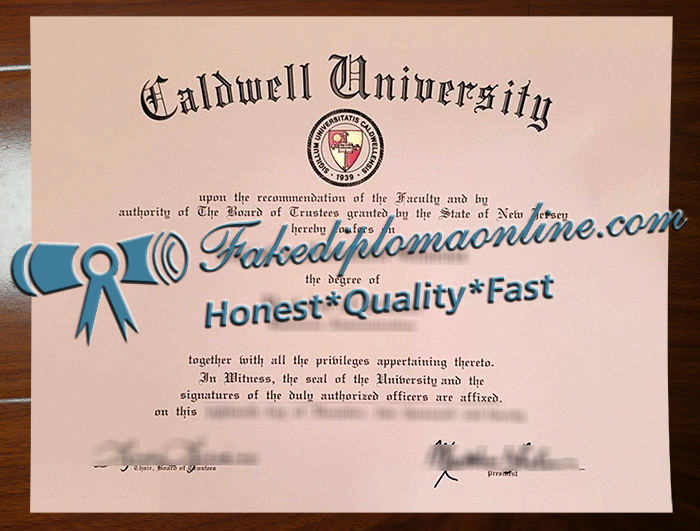 Caldwell University
SIGILLUM UNIVERSITATIS CALDWELLENSIS
· 1939 ·
upon the recommendation of the Faculty and by
authority of The Board of Trustees granted by the State of New Jersey
hereby confers on
Fakediplomaonline.com
the degree of
Honest*Quality*Fast
together with all the privileges appertaining thereto.
In Witness, the seal of the University and the
signatures of the duly authorized officers are affixed.
on this
Chair, Board of Trustees
President